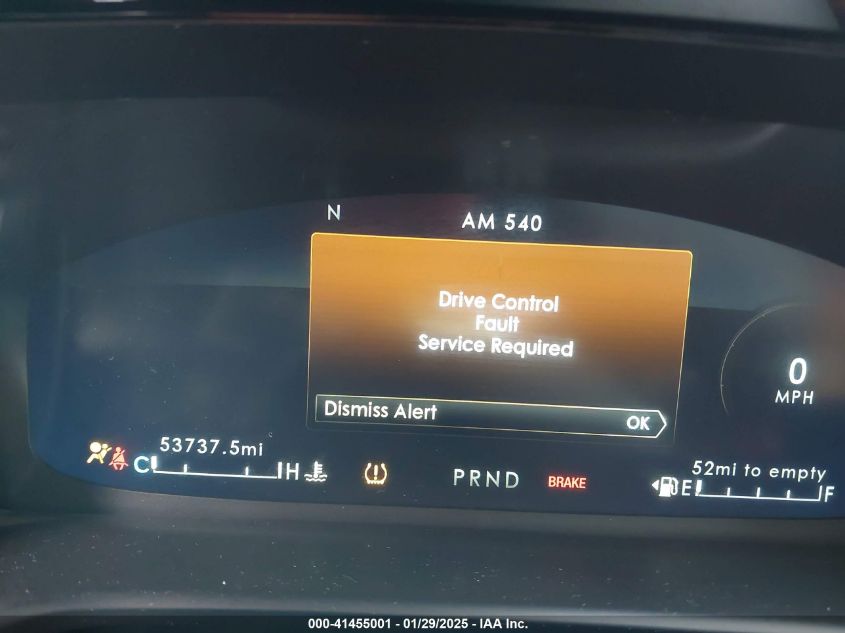 N
AM 540
Drive Control
Fault
Service Required
Dismiss Alert
OK
0
MPH
53737.5mi
C
H
PRND
BRAKE
52mi to empty
E
F
000-41455001 - 01/29/2025 - IAA Inc.